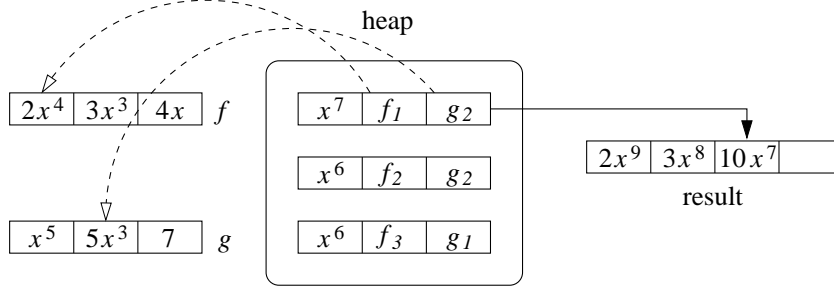 heap
2x⁴ 3x³ 4x f
x⁷ f₁ g₂
2x⁹ 3x⁸ 10x⁷
x⁶ f₂ g₂
result
x⁵ 5x³ 7 g
x⁶ f₃ g₁